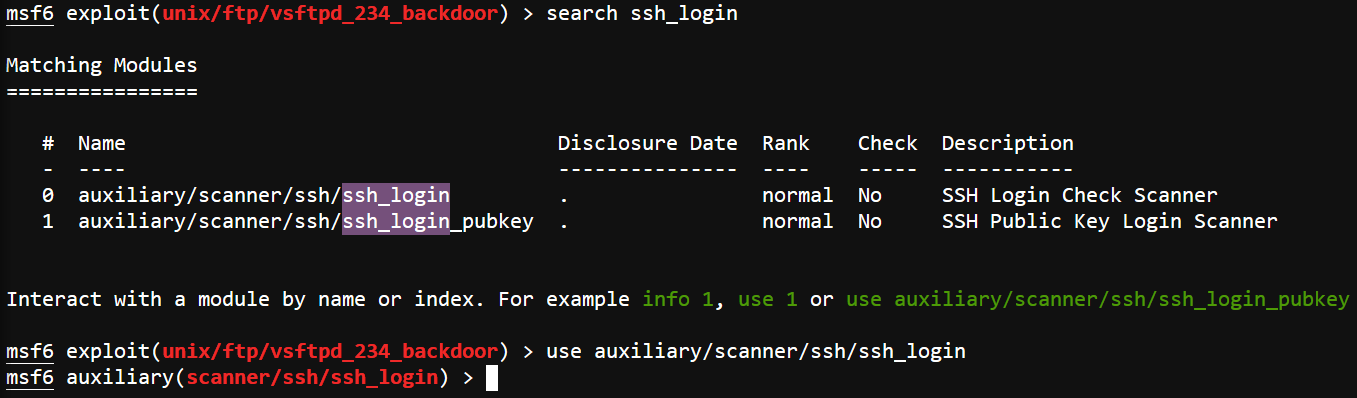 msf6 exploit(unix/ftp/vsftpd_234_backdoor) > search ssh_login
Matching Modules
================
#  Name                                    Disclosure Date  Rank    Check  Description
-  ----                                    ---------------  ----    -----  -----------
0  auxiliary/scanner/ssh/ssh_login         .                normal  No     SSH Login Check Scanner
1  auxiliary/scanner/ssh/ssh_login_pubkey  .                normal  No     SSH Public Key Login Scanner
Interact with a module by name or index. For example info 1, use 1 or use auxiliary/scanner/ssh/ssh_login_pubkey
msf6 exploit(unix/ftp/vsftpd_234_backdoor) > use auxiliary/scanner/ssh/ssh_login
msf6 auxiliary(scanner/ssh/ssh_login) >